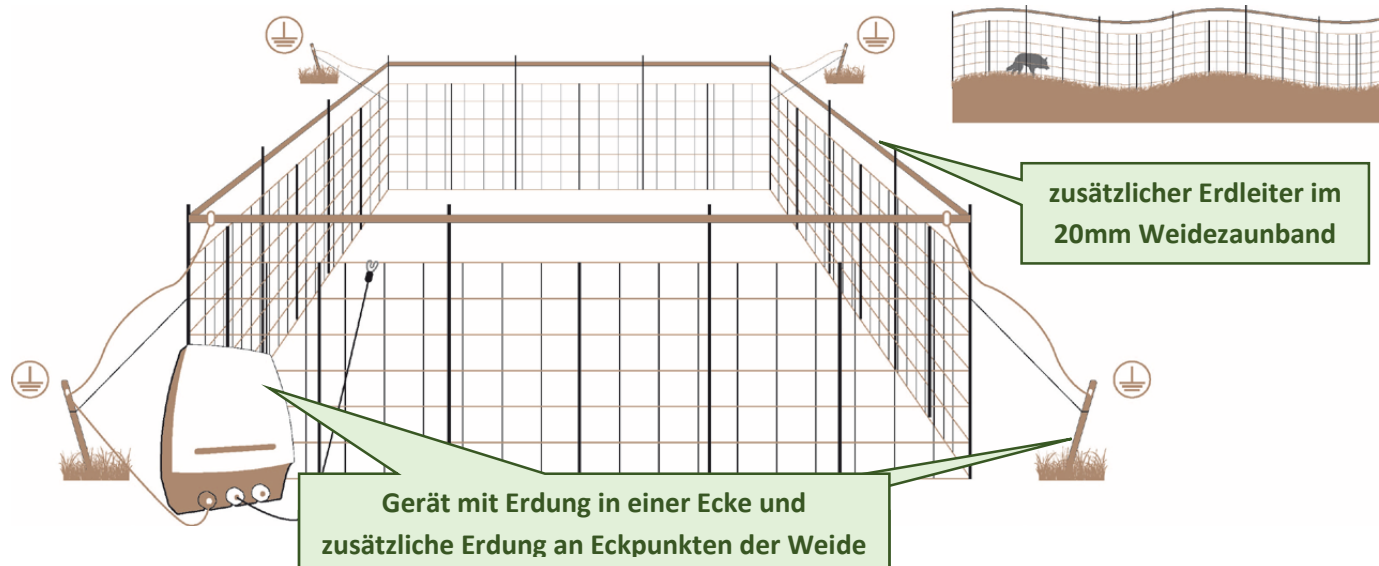 zusätzlicher Erdleiter im
20mm Weidezaunband
Gerät mit Erdung in einer Ecke und
zusätzliche Erdung an Eckpunkten der Weide